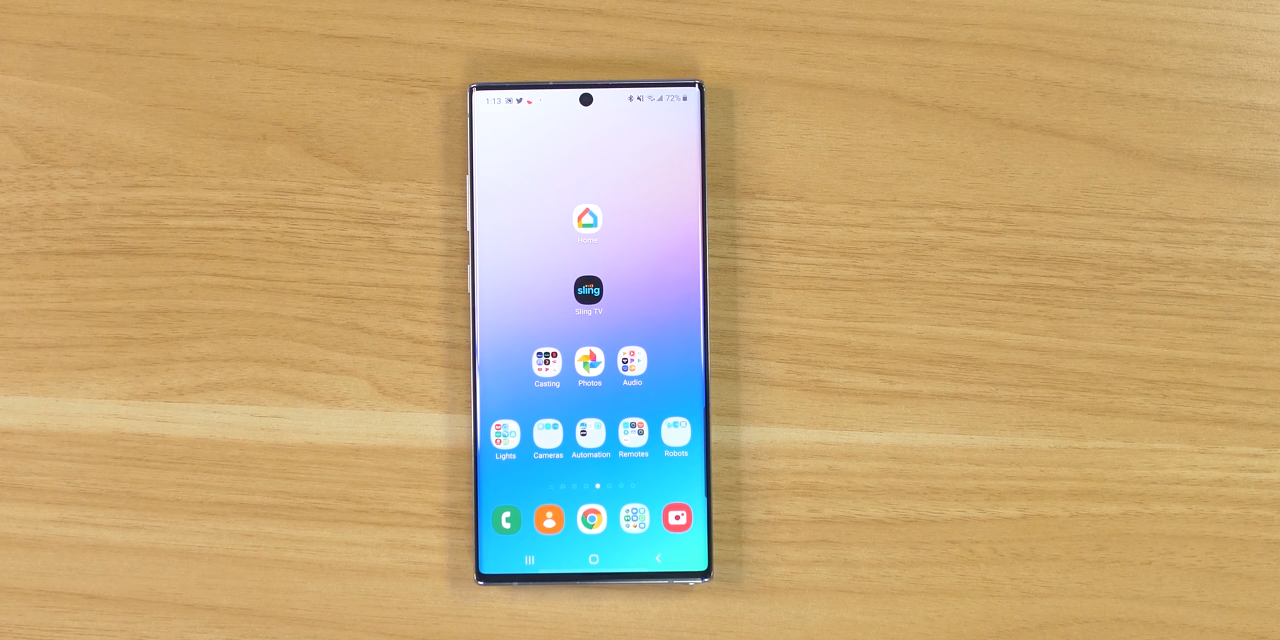 1:13 72%
Home
sling
Sling TV
Casting Photos Audio
Lights Cameras Automation Remotes Robots